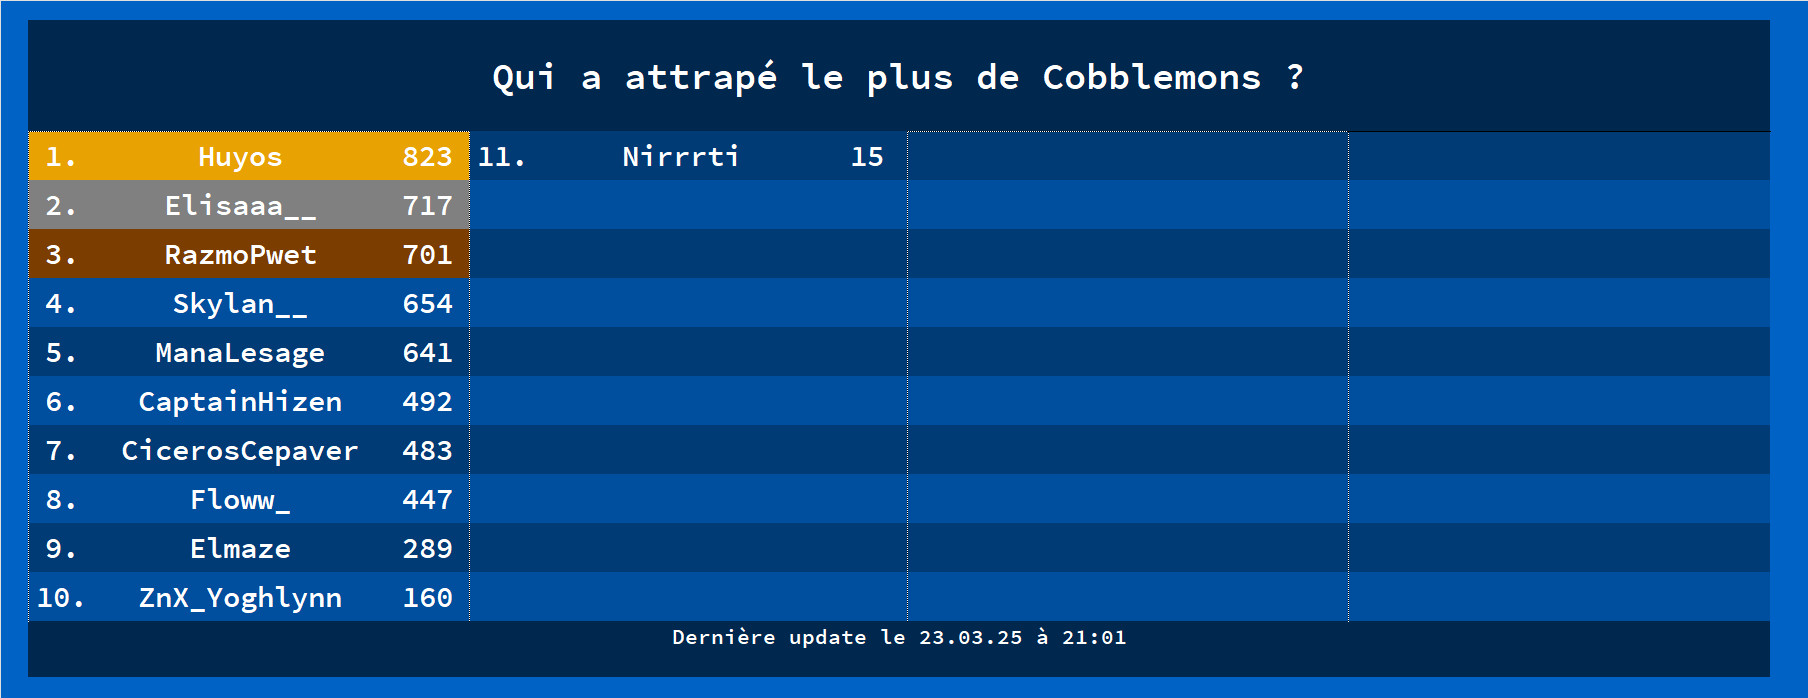 Qui a attrapé le plus de Cobblemons ?
1. Huyos 823
2. Elisaaa__ 717
3. RazmoPwet 701
4. Skylan__ 654
5. ManaLesage 641
6. CaptainHizen 492
7. CicerosCepaver 483
8. Floww_ 447
9. Elmaze 289
10. ZnX_Yoghlynn 160
11. Nirrrti 15
Dernière update le 23.03.25 à 21:01